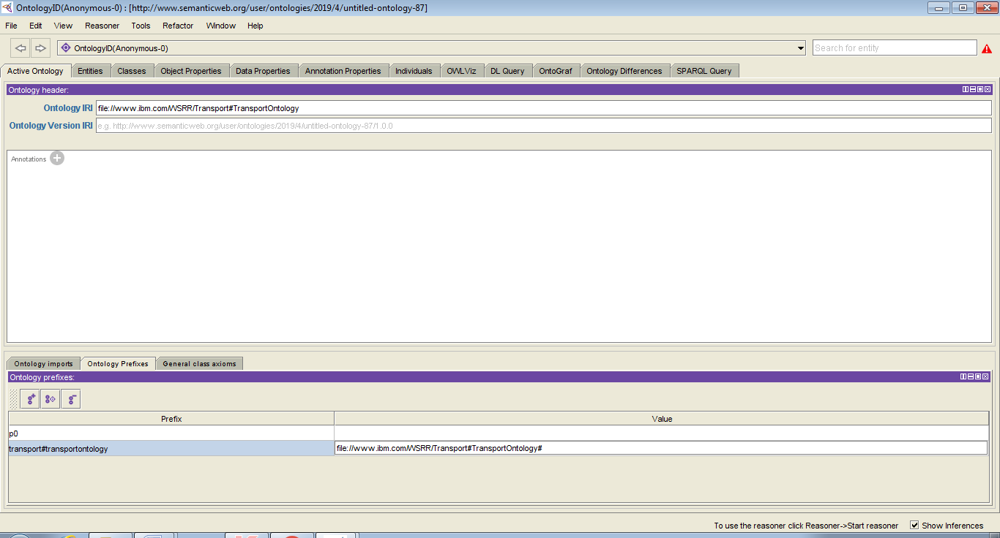 OntologyID(Anonymous-0) : [http://www.semanticweb.org/user/ontologies/2019/4/untitled-ontology-87]
File Edit View Reasoner Tools Refactor Window Help
OntologyID(Anonymous-0) Search for entity
Active Ontology Entities Classes Object Properties Data Properties Annotation Properties Individuals OWLViz DL Query OntoGraf Ontology Differences SPARQL Query
Ontology header:
Ontology IRI file://www.ibm.com/WSRR/Transport#TransportOntology
Ontology Version IRI e.g. http://www.semanticweb.org/user/ontologies/2019/4/untitled-ontology-87/1.0.0
Annotations
Ontology imports Ontology Prefixes General class axioms
Ontology prefixes:
Prefix Value
p0
transport#transportontology file://www.ibm.com/WSRR/Transport#TransportOntology#
To use the reasoner click Reasoner->Start reasoner Show Inferences